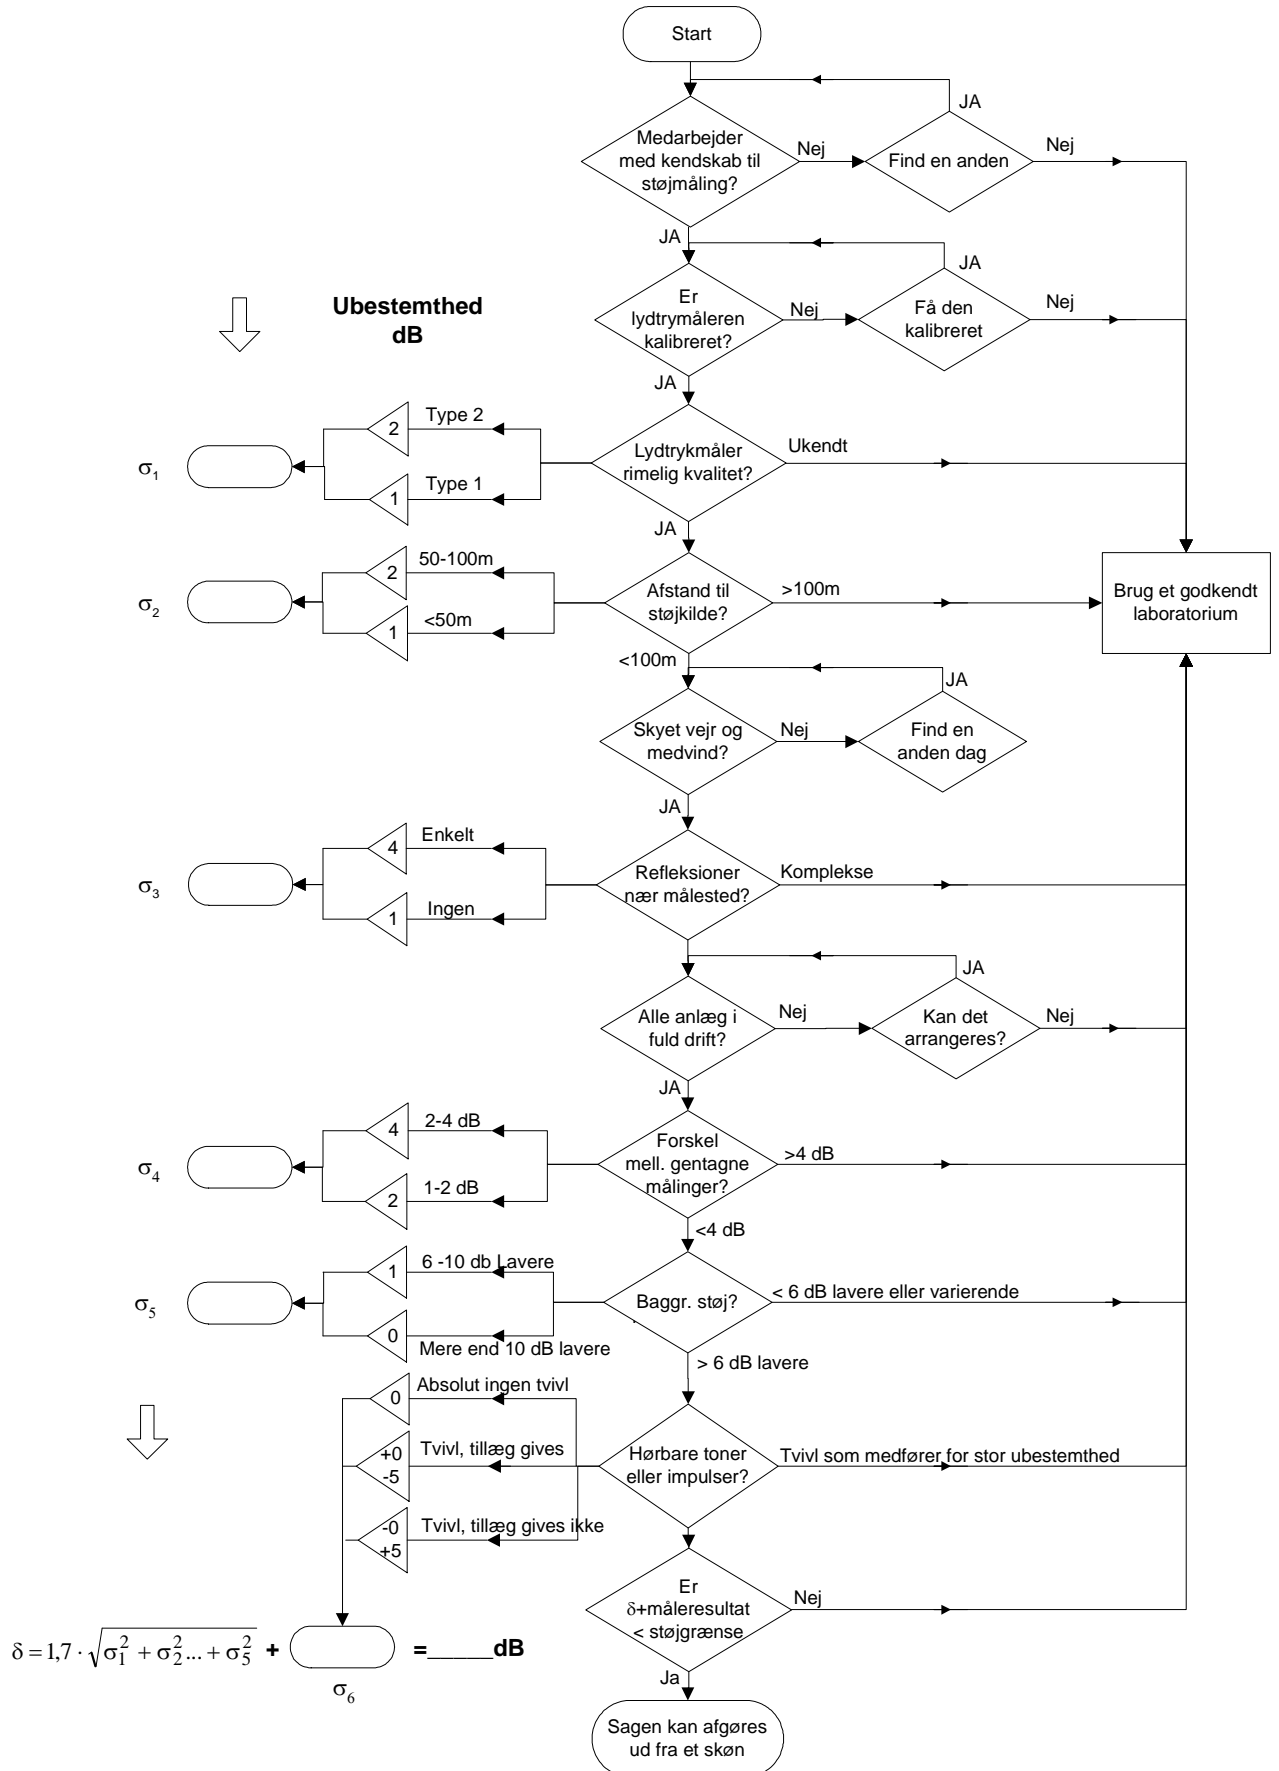 Start
JA
Medarbejder
med kendskab til
støjmåling?
Nej
Find en anden
Nej
JA
JA
Ubestemthed
dB
Er
lydtrymåleren
kalibreret?
Nej
Få den
kalibreret
Nej
JA
2
Type 2
σ1
Lydtrykmåler
rimelig kvalitet?
Ukendt
1
Type 1
JA
2
50-100m
σ2
Afstand til
støjkilde?
>100m
Brug et godkendt
laboratorium
1
<50m
<100m
JA
Skyet vejr og
medvind?
Nej
Find en
anden dag
JA
4
Enkelt
σ3
Refleksioner
nær målested?
Komplekse
1
Ingen
JA
Alle anlæg i
fuld drift?
Nej
Kan det
arrangeres?
Nej
JA
4
2-4 dB
σ4
Forskel
mell. gentagne
målinger?
>4 dB
2
1-2 dB
<4 dB
1
6 -10 db Lavere
σ5
Baggr. støj?
< 6 dB lavere eller varierende
0
Mere end 10 dB lavere
> 6 dB lavere
0
Absolut ingen tvivl
+0
-5
Tvivl, tillæg gives
Hørbare toner
eller impulser?
Tvivl som medfører for stor ubestemthed
-0
+5
Tvivl, tillæg gives ikke
Er
δ+måleresultat
< støjgrænse
Nej
δ = 1,7 · √σ1² + σ2² ... + σ5² + =_____dB
σ6
Ja
Sagen kan afgøres
ud fra et skøn